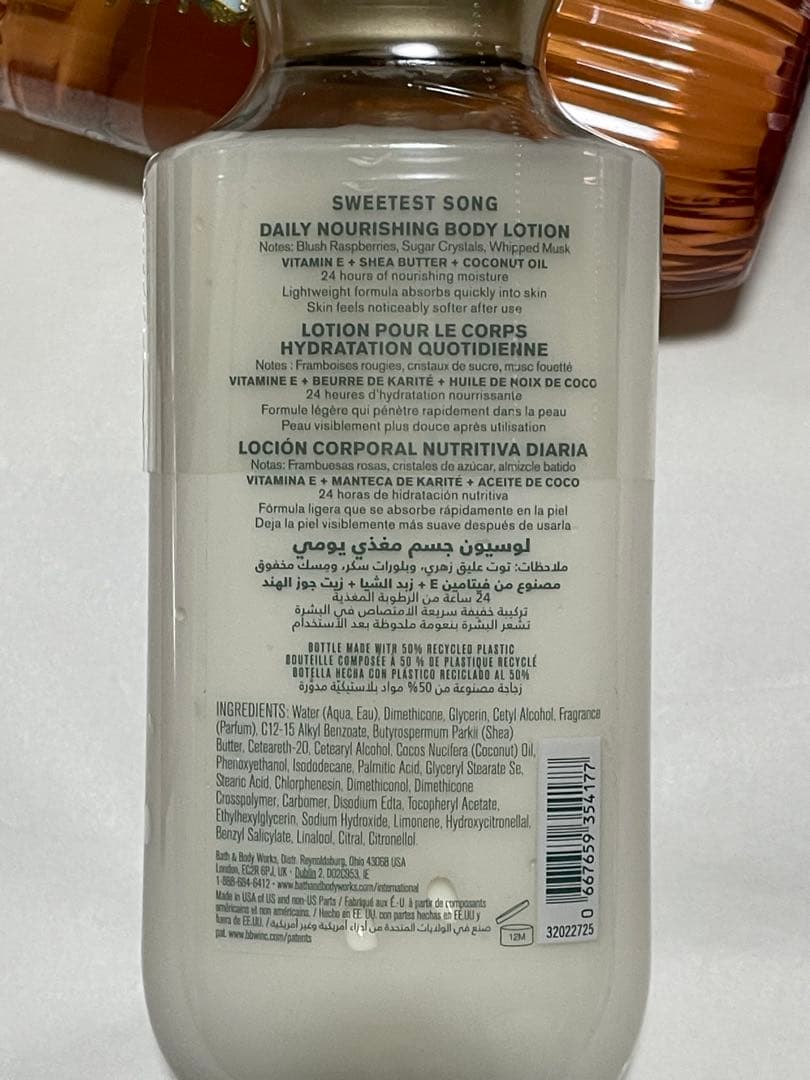 SWEETEST SONG
DAILY NOURISHING BODY LOTION
Notes: Blush Raspberries, Sugar Crystals, Whipped Musk
VITAMIN E + SHEA BUTTER + COCONUT OIL
24 hours of nourishing moisture
Lightweight formula absorbs quickly into skin
Skin feels noticeably softer after use
LOTION POUR LE CORPS
HYDRATATION QUOTIDIENNE
Notes : Framboises rougies, cristaux de sucre, musc fouetté
VITAMINE E + BEURRE DE KARITÉ + HUILE DE NOIX DE COCO
24 heures d'hydratation nourrissante
Formule légère qui pénètre rapidement dans la peau
Peau visiblement plus douce après utilisation
LOCIÓN CORPORAL NUTRITIVA DIARIA
Notas: Frambuesas rosas, cristales de azúcar, almizcle batido
VITAMINA E + MANTECA DE KARITÉ + ACEITE DE COCO
24 horas de hidratación nutritiva
Fórmula ligera que se absorbe rápidamente en la piel
Deja la piel visiblemente más suave después de usarla
لوسيون جسم مغذي يومي
ملاحظات: توت عليق زهري، وبلورات سكر، ومسك مخفوق
مصنوع من فيتامين E + زبد الشيا + زيت جوز الهند
24 ساعة من الرطوبة المغذية
تركيبة خفيفة سريعة الامتصاص في البشرة
تشعر البشرة بنعومة ملحوظة بعد الاستخدام
BOTTLE MADE WITH 50% RECYCLED PLASTIC
BOUTEILLE COMPOSÉE À 50 % DE PLASTIQUE RECYCLÉ
BOTELLA HECHA CON PLÁSTICO RECICLADO AL 50%
زجاجة مصنوعة من 50% مواد بلاستيكيّة مدوّرة
INGREDIENTS: Water (Aqua, Eau), Dimethicone, Glycerin, Cetyl Alcohol, Fragrance
(Parfum), C12-15 Alkyl Benzoate, Butyrospermum Parkii (Shea)
Butter, Ceteareth-20, Cetearyl Alcohol, Cocos Nucifera (Coconut) Oil,
Phenoxyethanol, Isododecane, Palmitic Acid, Glyceryl Stearate Se,
Stearic Acid, Chlorphenesin, Dimethiconol, Dimethicone
Crosspolymer, Carbomer, Disodium Edta, Tocopheryl Acetate,
Ethylhexylglycerin, Sodium Hydroxide, Limonene, Hydroxycitronellal,
Benzyl Salicylate, Linalool, Citral, Citronellol.
Bath & Body Works, Distr. Reynoldsburg, Ohio 43068 USA
London, EC2R 6PJ, UK • Dublin 2, D02C953, IE
1-888-684-6412 • www.bathandbodyworks.com/international
Made in USA of US and non-US Parts / Fabriqué aux É.-U. à partir de composants
américains et non américains. / Hecho en EE. UU. con partes hechas en EE.UU y
fuera de EE.UU. / صنع في الولايات المتحدة من أجزاء أمريكية وغير أمريكية
pat. www.bbwinc.com/patents
12M
0 667659 354177
32022725